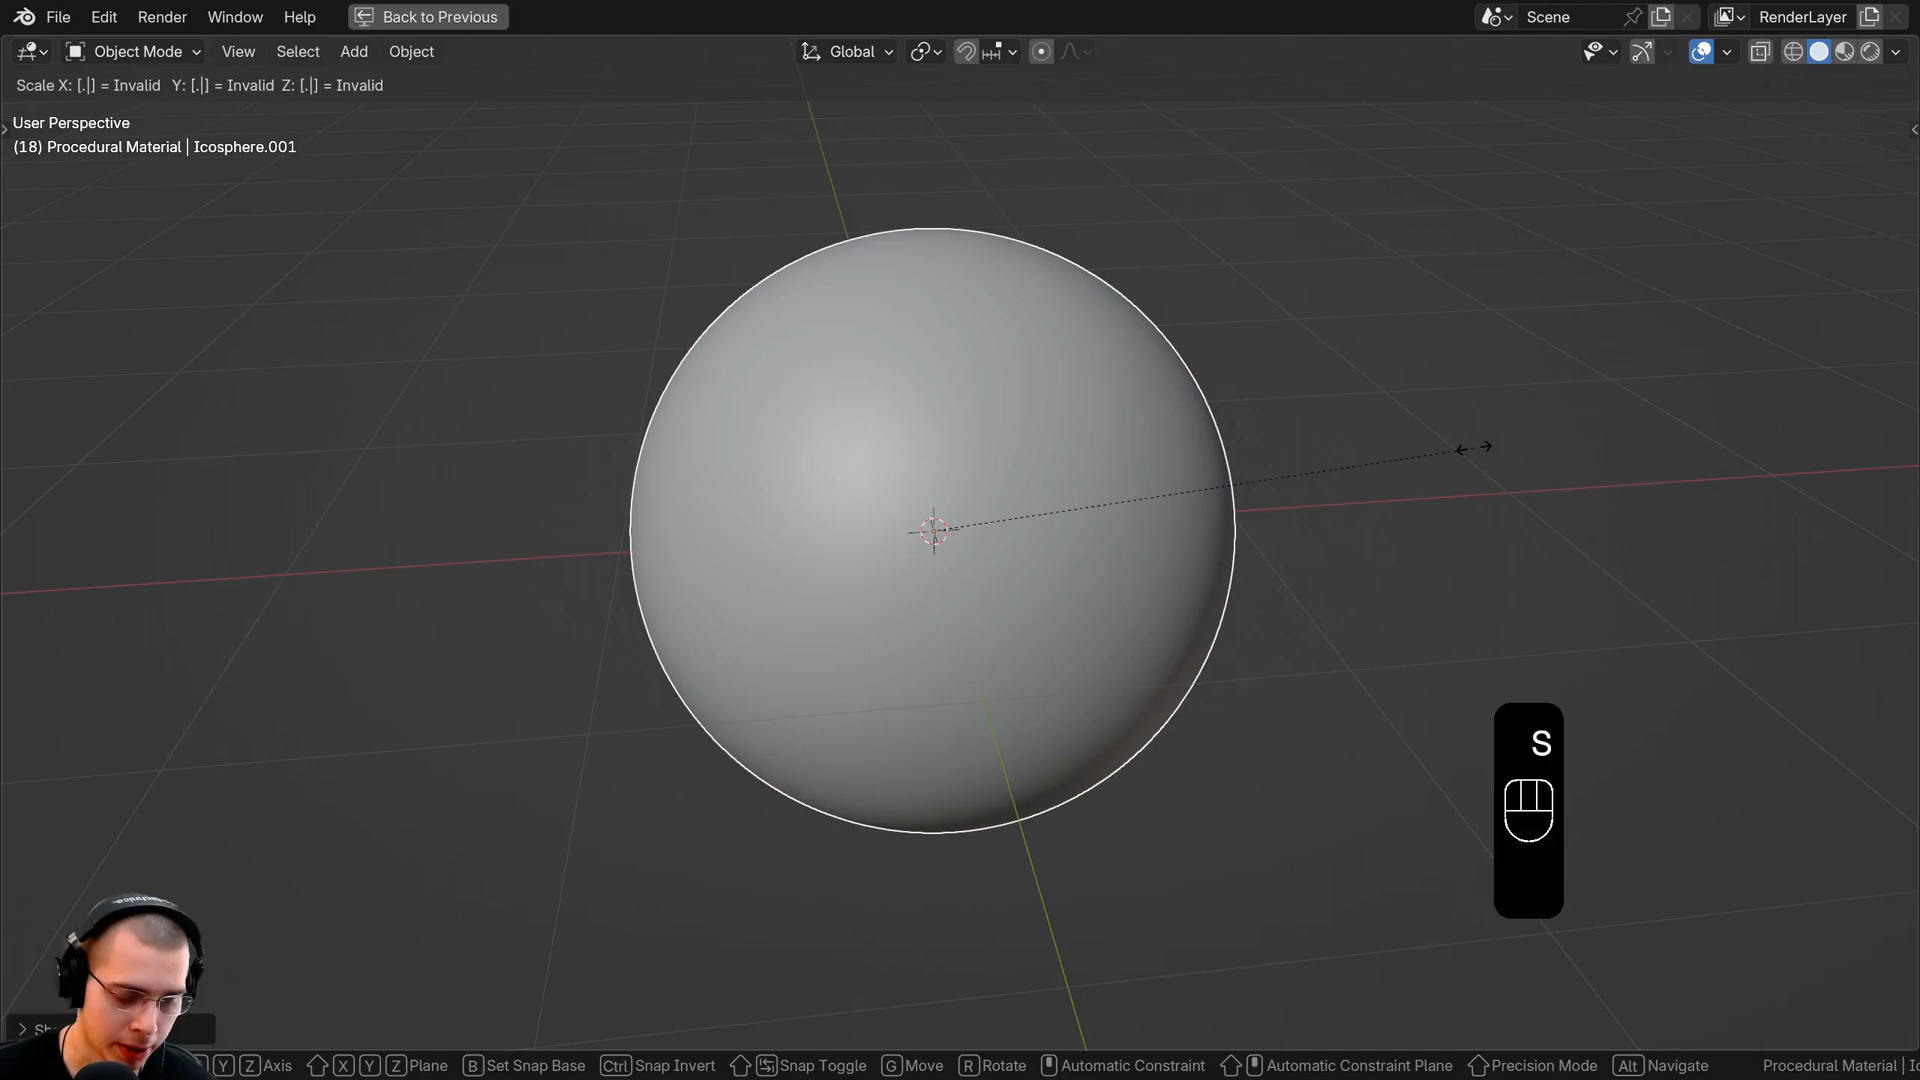 File Edit Render Window Help Back to Previous Scene RenderLayer
Object Mode View Select Add Object Global
Scale X: [.|] = Invalid Y: [.|] = Invalid Z: [.|] = Invalid
User Perspective
(18) Procedural Material | Icosphere.001
S
Y Z Axis X Y Z Plane B Set Snap Base Ctrl Snap Invert Snap Toggle G Move R Rotate Automatic Constraint Automatic Constraint Plane Precision Mode Alt Navigate Procedural Material |